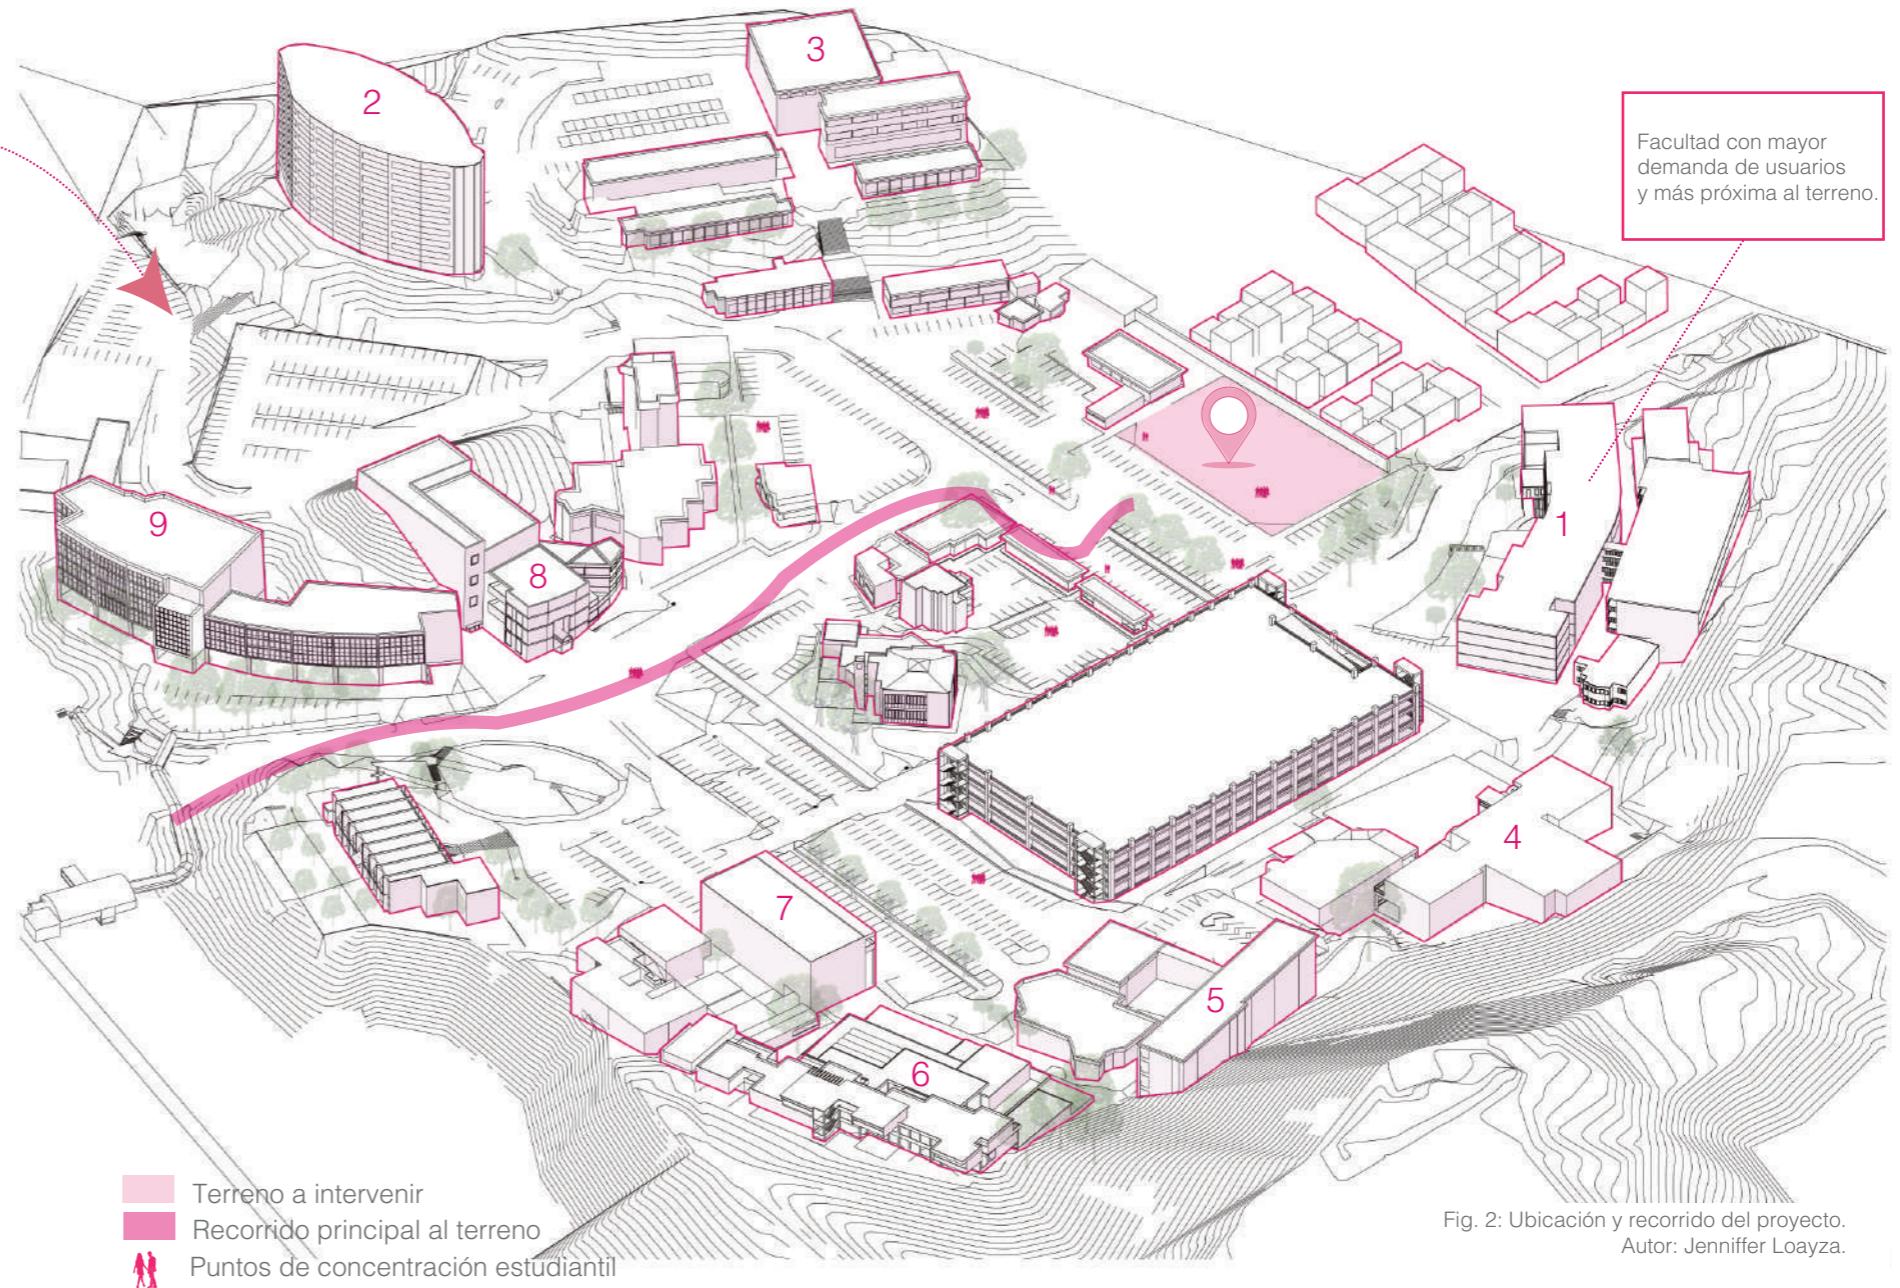 3
2
Facultad con mayor
demanda de usuarios
y más próxima al terreno.
9
1
8
4
7
5
6
Terreno a intervenir
Recorrido principal al terreno
Puntos de concentración estudiantil
Fig. 2: Ubicación y recorrido del proyecto.
Autor: Jenniffer Loayza.